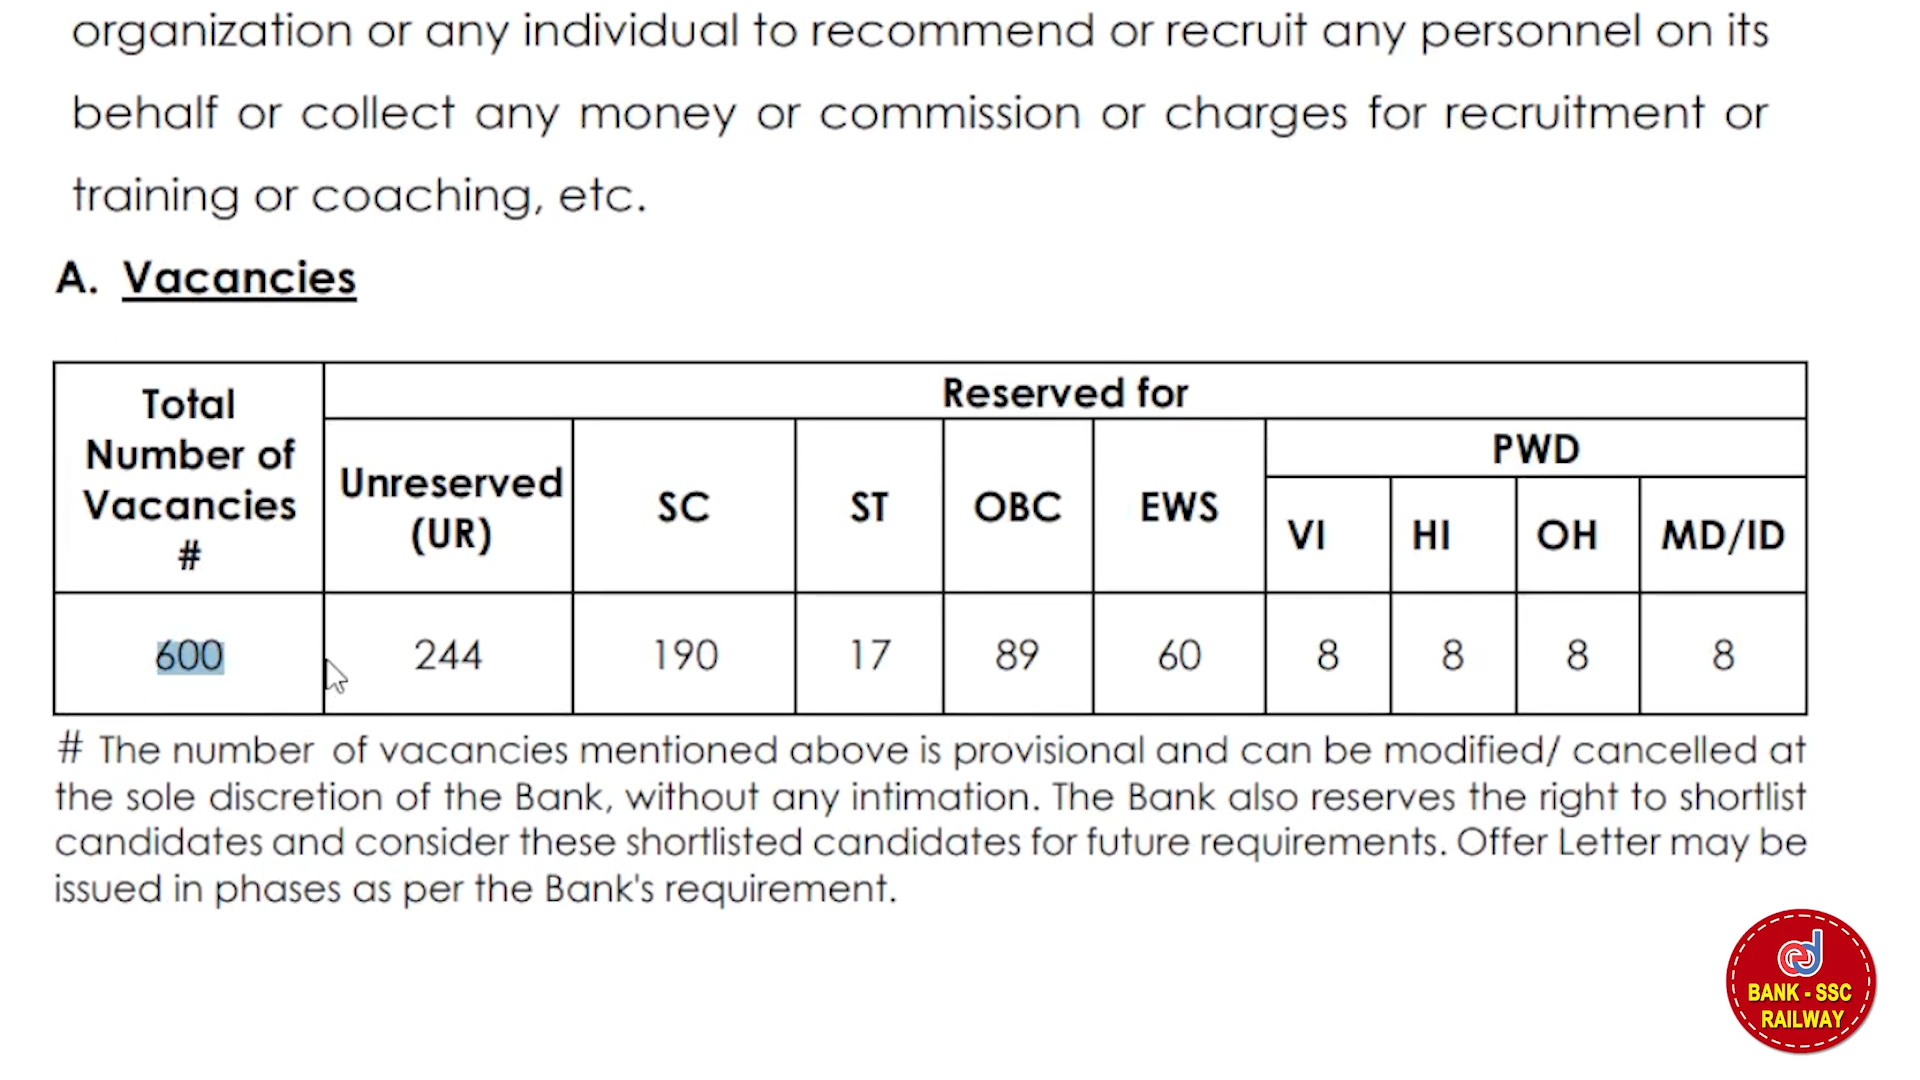 organization or any individual to recommend or recruit any personnel on its
behalf or collect any money or commission or charges for recruitment or
training or coaching, etc.
A. Vacancies
Total
Number of
Vacancies
#
Reserved for
Unreserved
(UR)
SC
ST
OBC
EWS
PWD
VI
HI
OH
MD/ID
600
244
190
17
89
60
8
8
8
8
# The number of vacancies mentioned above is provisional and can be modified/ cancelled at
the sole discretion of the Bank, without any intimation. The Bank also reserves the right to shortlist
candidates and consider these shortlisted candidates for future requirements. Offer Letter may be
issued in phases as per the Bank's requirement.
BANK - SSC
RAILWAY